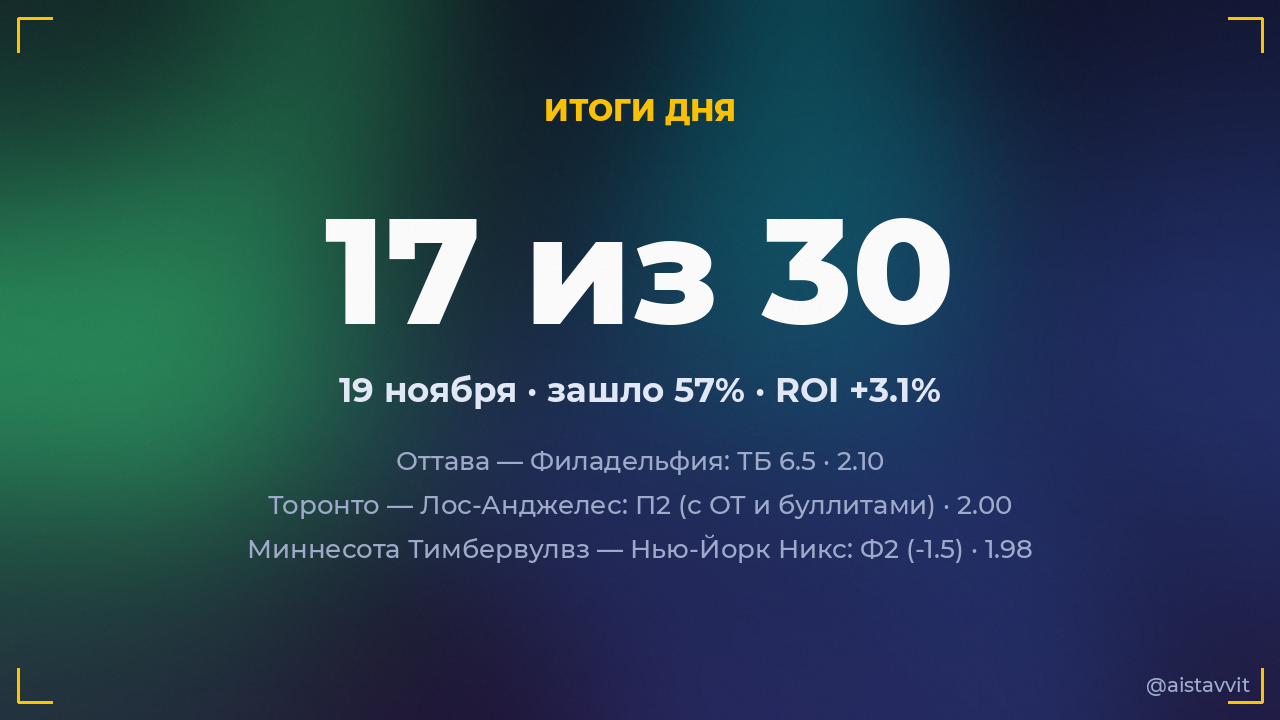 ИТОГИ ДНЯ
17 из 30
19 ноября · зашло 57% · ROI +3.1%
Оттава — Филадельфия: ТБ 6.5 · 2.10
Торонто — Лос-Анджелес: П2 (с ОТ и буллитами) · 2.00
Миннесота Тимбервулвз — Нью-Йорк Никс: Ф2 (-1.5) · 1.98
@aistavvit